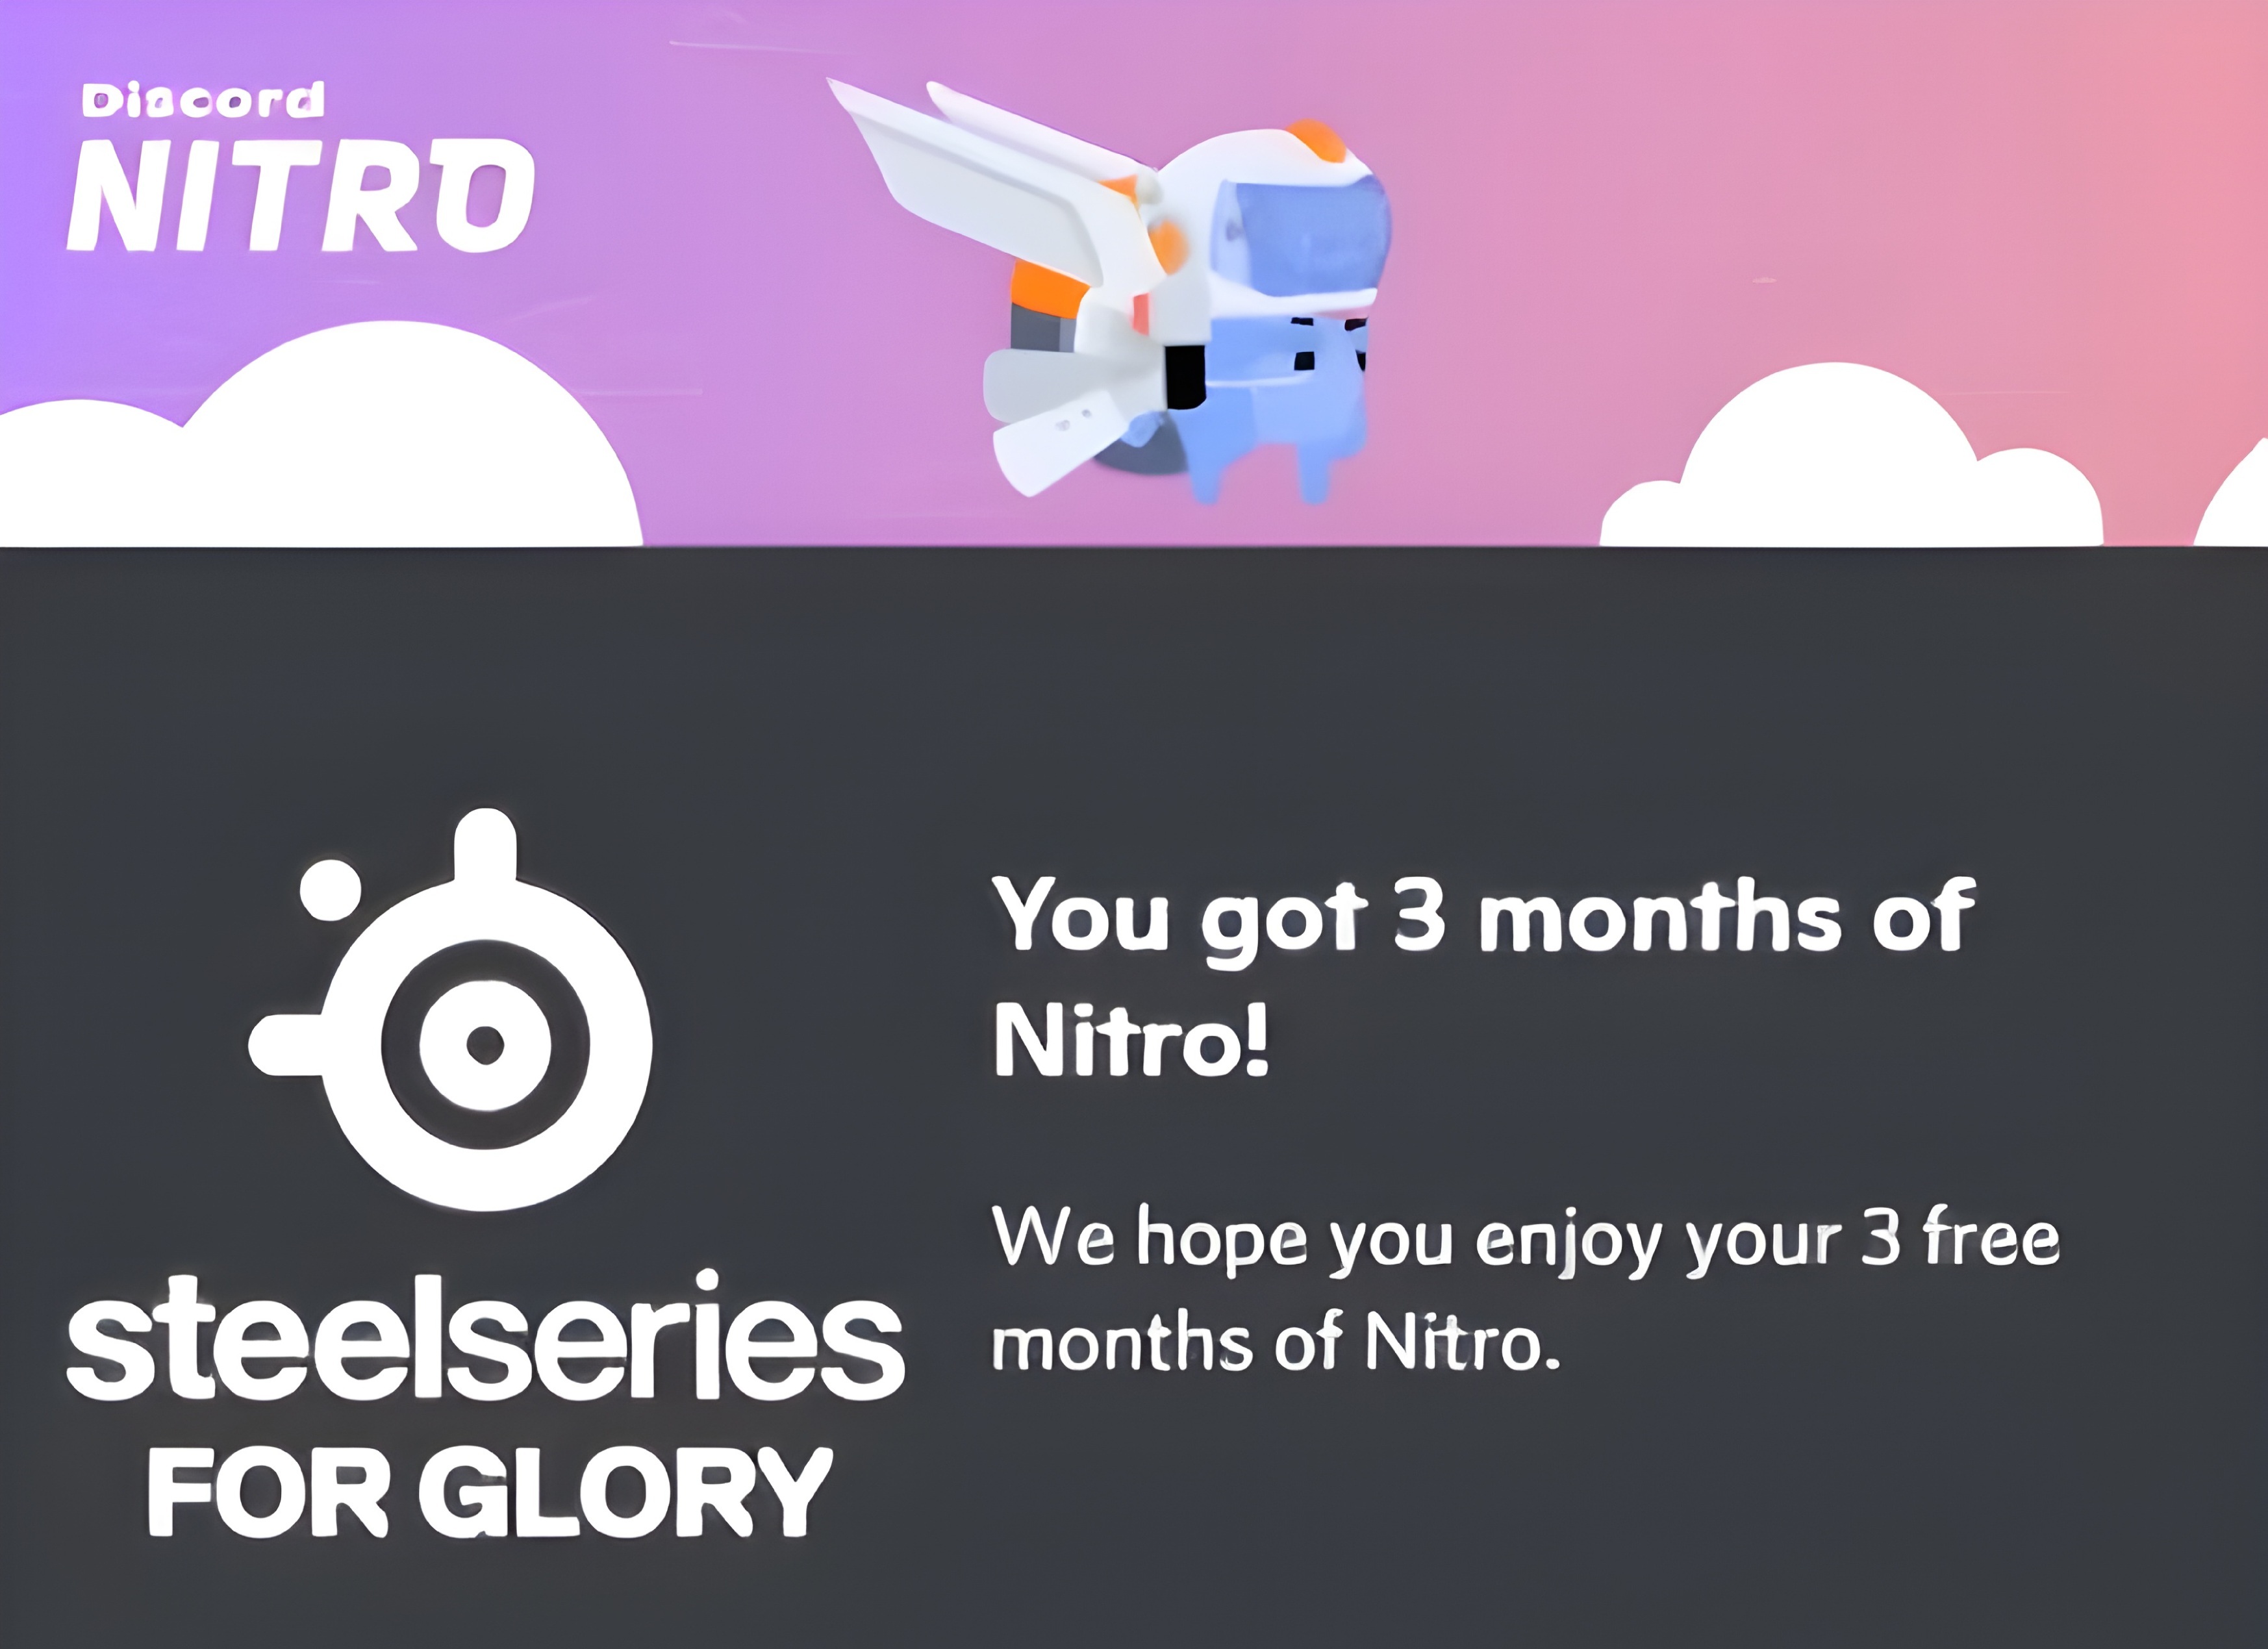 Diacord
NITRO
You got 3 months of
Nitro!
We hope you enjoy your 3 free
months of Nitro.
steelseries
FOR GLORY